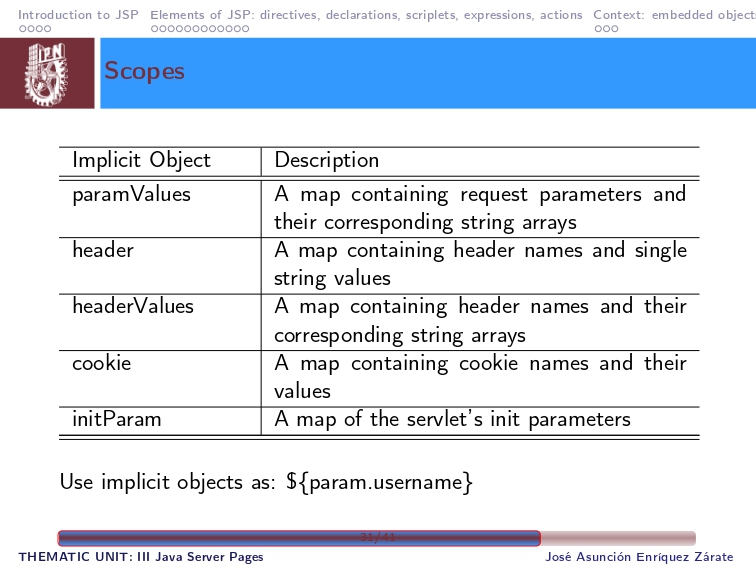 Introduction to JSP Elements of JSP: directives, declarations, scriplets, expressions, actions Context: embedded objects
IPN
Scopes
Implicit Object Description
paramValues A map containing request parameters and
their corresponding string arrays
header A map containing header names and single
string values
headerValues A map containing header names and their
corresponding string arrays
cookie A map containing cookie names and their
values
initParam A map of the servlet's init parameters
Use implicit objects as: ${param.username}
31/41
THEMATIC UNIT: III Java Server Pages José Asunción Enríquez Zárate